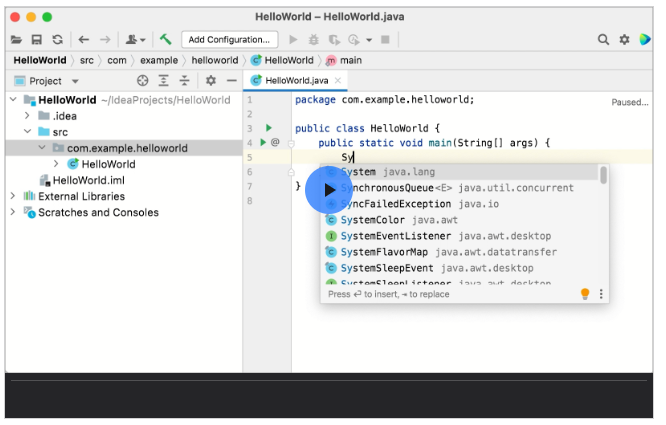 HelloWorld – HelloWorld.java
Add Configuration...
HelloWorld src com example helloworld HelloWorld main
Project
HelloWorld.java
HelloWorld ~/IdeaProjects/HelloWorld
.idea
src
com.example.helloworld
HelloWorld
HelloWorld.iml
External Libraries
Scratches and Consoles
Paused...
1 package com.example.helloworld;
2
3 public class HelloWorld {
4 @ public static void main(String[] args) {
5 Sy
6
7 }
8
System java.lang
SynchronousQueue<E> java.util.concurrent
SyncFailedException java.io
SystemColor java.awt
SystemEventListener java.awt.desktop
SystemFlavorMap java.awt.datatransfer
SystemSleepEvent java.awt.desktop
SystemSleepListener java.awt.desktop
Press ↩ to insert, ⇥ to replace